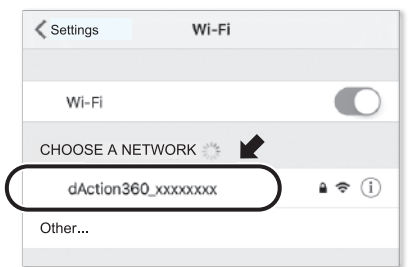 Settings Wi-Fi
Wi-Fi
CHOOSE A NETWORK
dAction360_xxxxxxxx
Other...